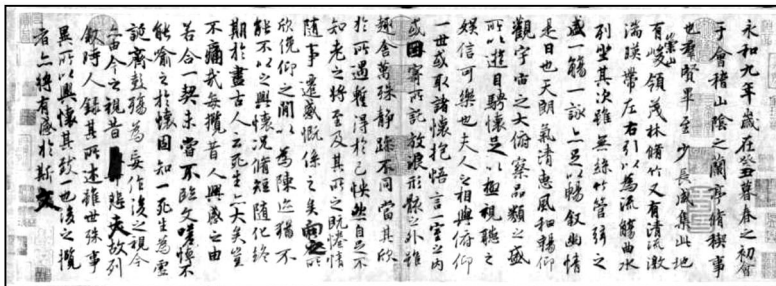 永和九年歲在癸丑暮春之初會
于會稽山陰之蘭亭脩稧事
也羣賢畢至少長咸集此地
有崇山峻領茂林脩竹又有清流激
湍暎帶左右引以為流觴曲水
列坐其次雖無絲竹管弦之
盛一觴一詠亦足以暢敘幽情
是日也天朗氣清惠風和暢仰
觀宇宙之大俯察品類之盛
所以遊目騁懷足以極視聽之
娛信可樂也夫人之相與俯仰
一世或取諸懷抱悟言一室之內
或因寄所託放浪形骸之外雖
趣舍萬殊靜躁不同當其欣
於所遇暫得於己怏然自足不
知老之將至及其所之既惓情
隨事遷感慨係之矣向之所
欣俛仰之閒以為陳迹猶不
能不以之興懷況脩短隨化終
期於盡古人云死生亦大矣豈
不痛哉每攬昔人興感之由
若合一契未嘗不臨文嗟悼不
能喻之於懷固知一死生為虛
誕齊彭殤為妄作後之視今
亦由今之視昔悲夫故列
敘時人錄其所述雖世殊事
異所以興懷其致一也後之攬
者亦將有感於斯文